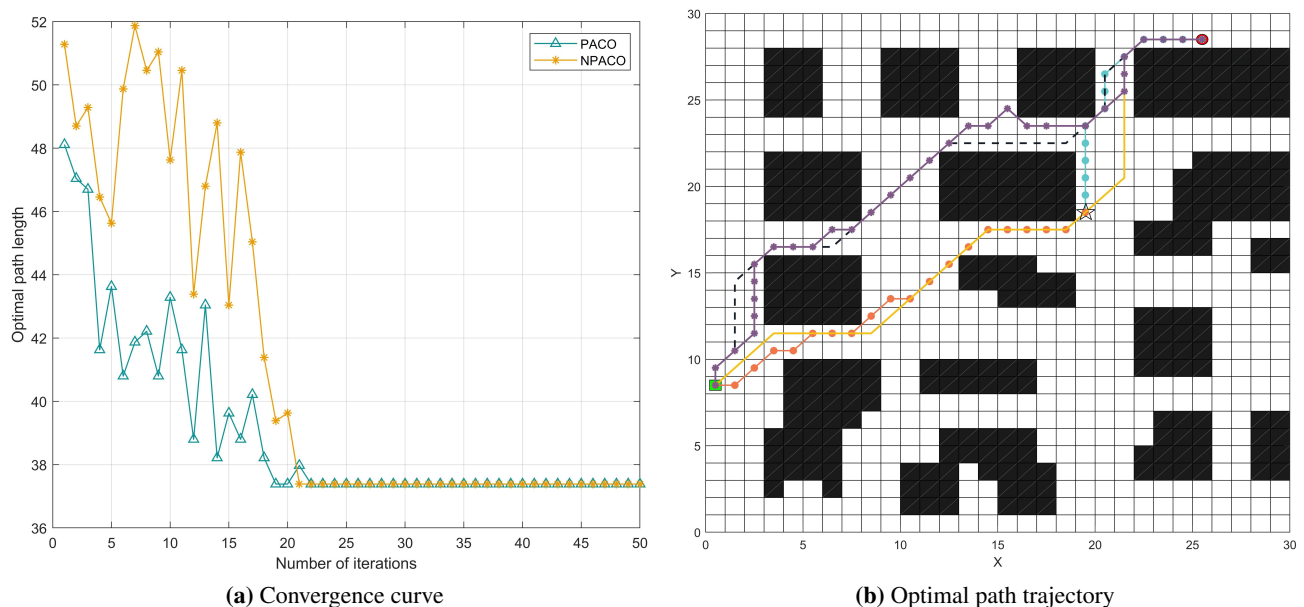 52
50
48
46
44
42
40
38
36
Optimal path length
PACO
NPACO
0 5 10 15 20 25 30 35 40 45 50
Number of iterations
(a) Convergence curve
30
25
20
15
10
5
0
Y
0 5 10 15 20 25 30
X
(b) Optimal path trajectory